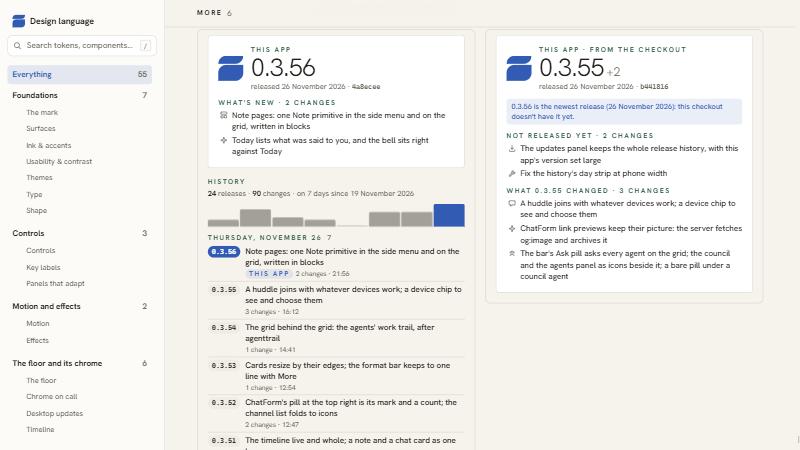 Design language
Search tokens, components...
/
Everything 55
Foundations 7
The mark
Surfaces
Ink & accents
Usability & contrast
Themes
Type
Shape
Controls 3
Controls
Key labels
Panels that adapt
Motion and effects 2
Motion
Effects
The floor and its chrome 6
The floor
Chrome on call
Desktop updates
Timeline
MORE 6
THIS APP
0.3.56
released 26 November 2026 · 4a8ecee
WHAT'S NEW · 2 CHANGES
Note pages: one Note primitive in the side menu and on the
grid, written in blocks
Today lists what was said to you, and the bell sits right
against Today
HISTORY
24 releases · 90 changes · on 7 days since 19 November 2026
THURSDAY, NOVEMBER 26 7
0.3.56 Note pages: one Note primitive in the side menu and on the
grid, written in blocks
THIS APP 2 changes · 21:56
0.3.55 A huddle joins with whatever devices work; a device chip to
see and choose them
3 changes · 16:12
0.3.54 The grid behind the grid: the agents' work trail, after
agenttrail
1 change · 14:41
0.3.53 Cards resize by their edges; the format bar keeps to one
line with More
1 change · 12:54
0.3.52 ChatForm's pill at the top right is its mark and a count; the
channel list folds to icons
2 changes · 12:47
0.3.51 The timeline live and whole; a note and a chat card as one
THIS APP · FROM THE CHECKOUT
0.3.55 +2
released 26 November 2026 · b441816
0.3.56 is the newest release (26 November 2026): this checkout
doesn't have it yet.
NOT RELEASED YET · 2 CHANGES
The updates panel keeps the whole release history, with this
app's version set large
Fix the history's day strip at phone width
WHAT 0.3.55 CHANGED · 3 CHANGES
A huddle joins with whatever devices work; a device chip to
see and choose them
ChatForm link previews keep their picture: the server fetches
og:image and archives it
The bar's Ask pill asks every agent on the grid; the council
and the agents panel as icons beside it; a bare pill under a
council agent